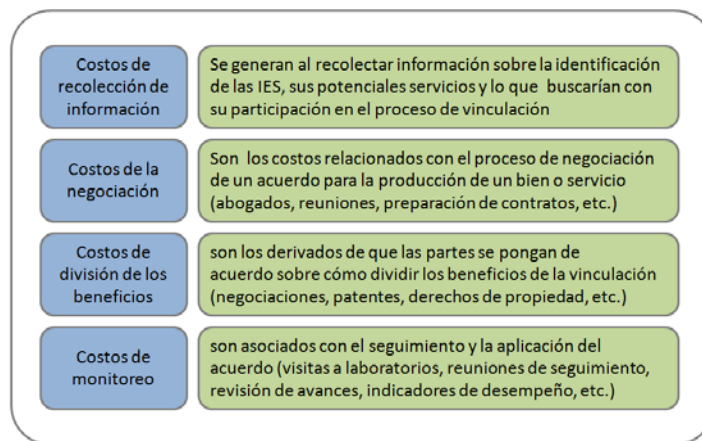 Costos de
recolección de
información
Se generan al recolectar información sobre la identificación
de las IES, sus potenciales servicios y lo que buscarían con
su participación en el proceso de vinculación
Costos de la
negociación
Son los costos relacionados con el proceso de negociación
de un acuerdo para la producción de un bien o servicio
(abogados, reuniones, preparación de contratos, etc.)
Costos de
división de los
beneficios
son los derivados de que las partes se pongan de
acuerdo sobre cómo dividir los beneficios de la vinculación
(negociaciones, patentes, derechos de propiedad, etc.)
Costos de
monitoreo
son asociados con el seguimiento y la aplicación del
acuerdo (visitas a laboratorios, reuniones de seguimiento,
revisión de avances, indicadores de desempeño, etc.)